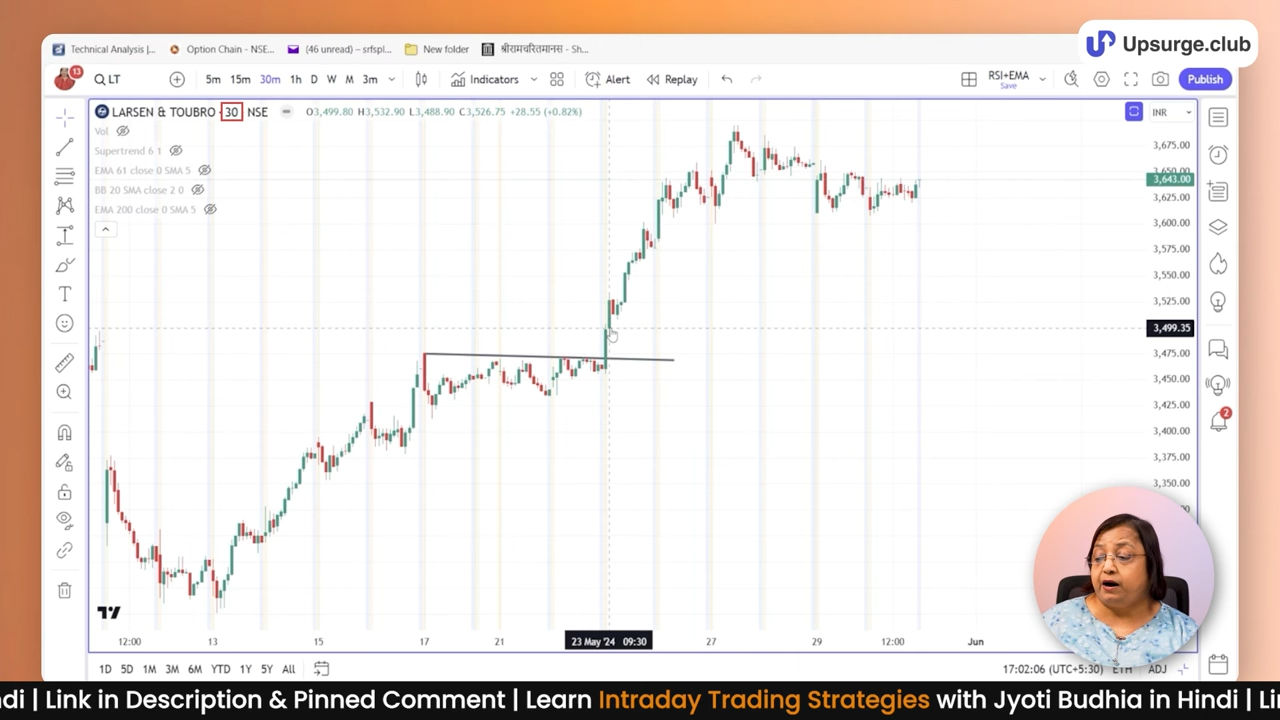 Upsurge.club
Technical Analysis |...
Option Chain - NSE...
(46 unread) – srfspl...
New folder
श्रीरामचरितमानस - Sh...
13
LT
5m 15m 30m 1h D W M 3m
Indicators
Alert
Replay
RSI+EMA
Save
Publish
LARSEN & TOUBRO · 30 NSE
O3,499.80 H3,532.90 L3,488.90 C3,526.75 +28.55 (+0.82%)
INR
Vol
Supertrend 6 1
EMA 61 close 0 SMA 5
BB 20 SMA close 2 0
EMA 200 close 0 SMA 5
3,675.00
3,650.00
3,643.00
3,625.00
3,600.00
3,575.00
3,550.00
3,525.00
3,499.35
3,475.00
3,450.00
3,425.00
3,400.00
3,375.00
3,350.00
2
12:00 13 15 17 21 23 May '24 09:30 27 29 12:00 Jun
1D 5D 1M 3M 6M YTD 1Y 5Y All
17:02:06 (UTC+5:30) ETH ADJ
ndi | Link in Description & Pinned Comment | Learn Intraday Trading Strategies with Jyoti Budhia in Hindi | Li